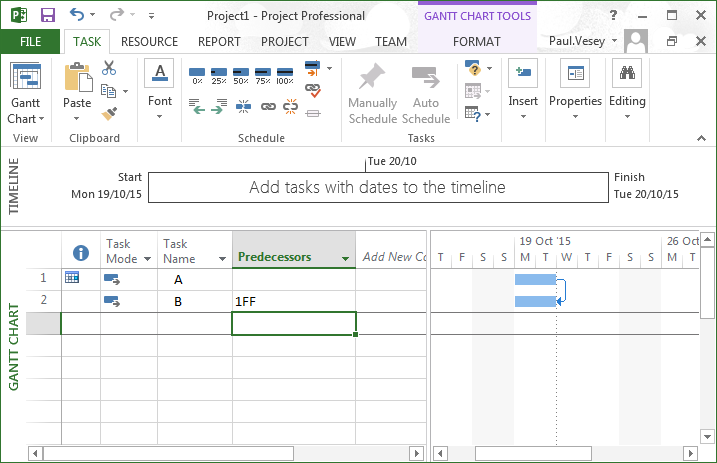 Project1 - Project Professional
GANTT CHART TOOLS
FILE TASK RESOURCE REPORT PROJECT VIEW TEAM FORMAT Paul.Vesey
Gantt Chart
View
Paste
Clipboard
Font
0% 25% 50% 75% 100%
Schedule
Manually Schedule
Auto Schedule
Tasks
Insert
Properties
Editing
TIMELINE
Tue 20/10
Start
Mon 19/10/15
Add tasks with dates to the timeline
Finish
Tue 20/10/15
GANTT CHART
Task Mode
Task Name
Predecessors
Add New Co
19 Oct '15
26 Oct
T F S S M T W T F S S M T
1 A
2 B 1FF